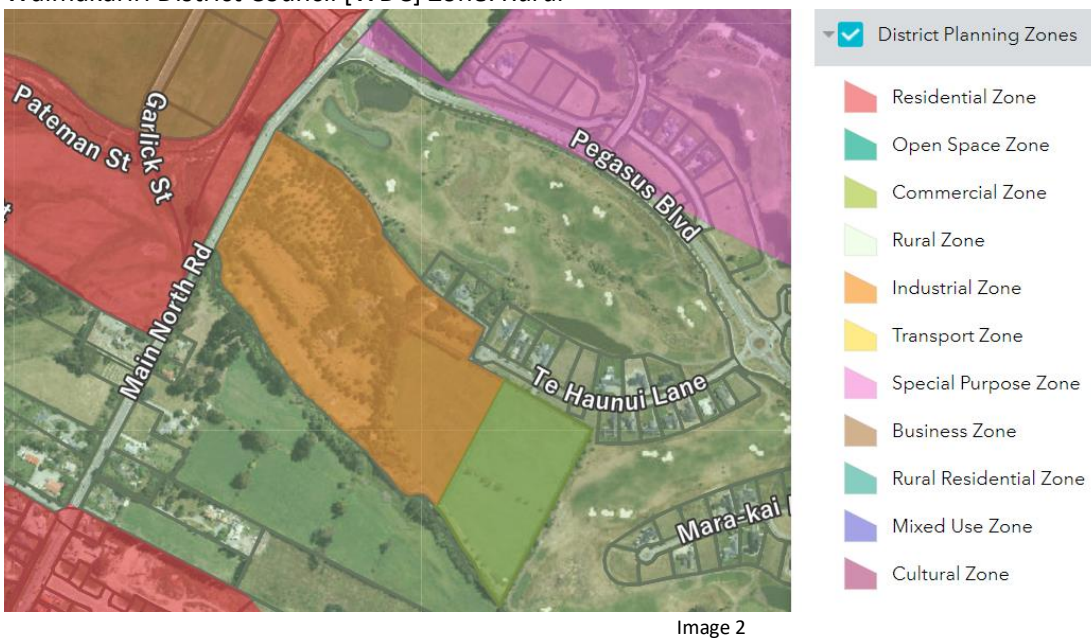 Pateman St
Garlick St
Main North Rd
Pegasus Blvd
Te Haunui Lane
Mara-kai
District Planning Zones
Residential Zone
Open Space Zone
Commercial Zone
Rural Zone
Industrial Zone
Transport Zone
Special Purpose Zone
Business Zone
Rural Residential Zone
Mixed Use Zone
Cultural Zone
Image 2